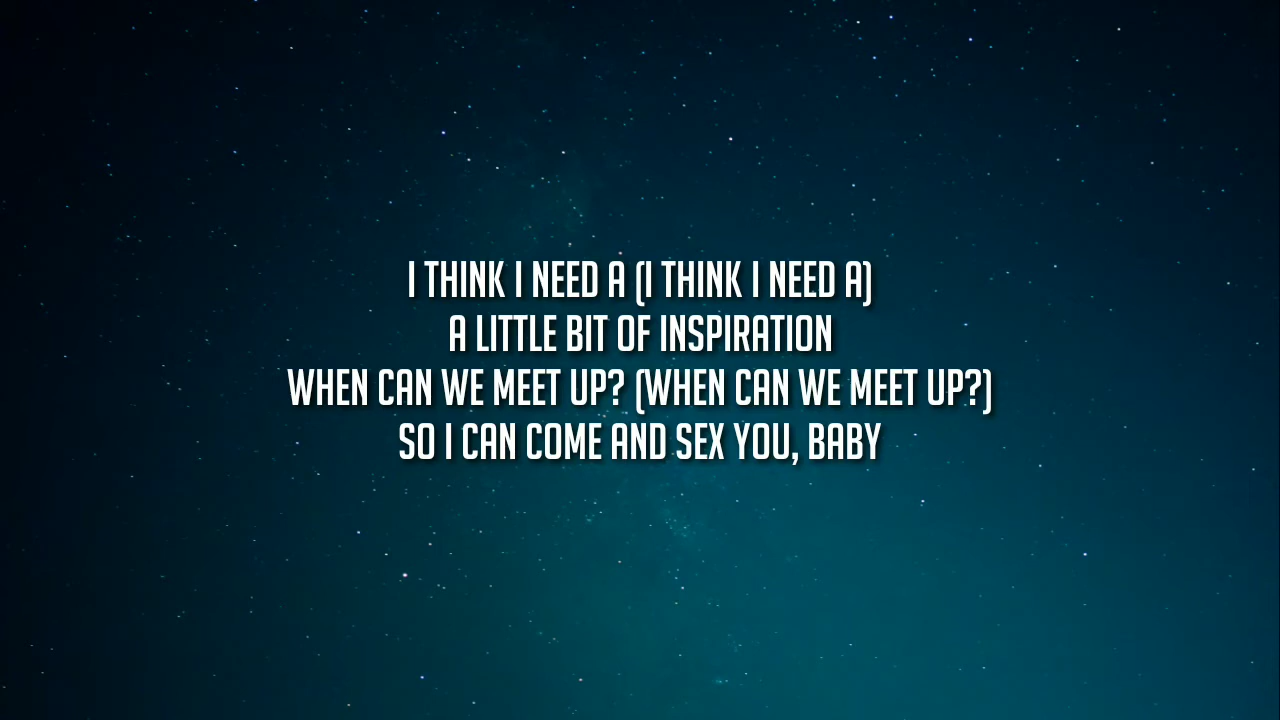 I THINK I NEED A (I THINK I NEED A)
A LITTLE BIT OF INSPIRATION
WHEN CAN WE MEET UP? (WHEN CAN WE MEET UP?)
SO I CAN COME AND SEX YOU, BABY